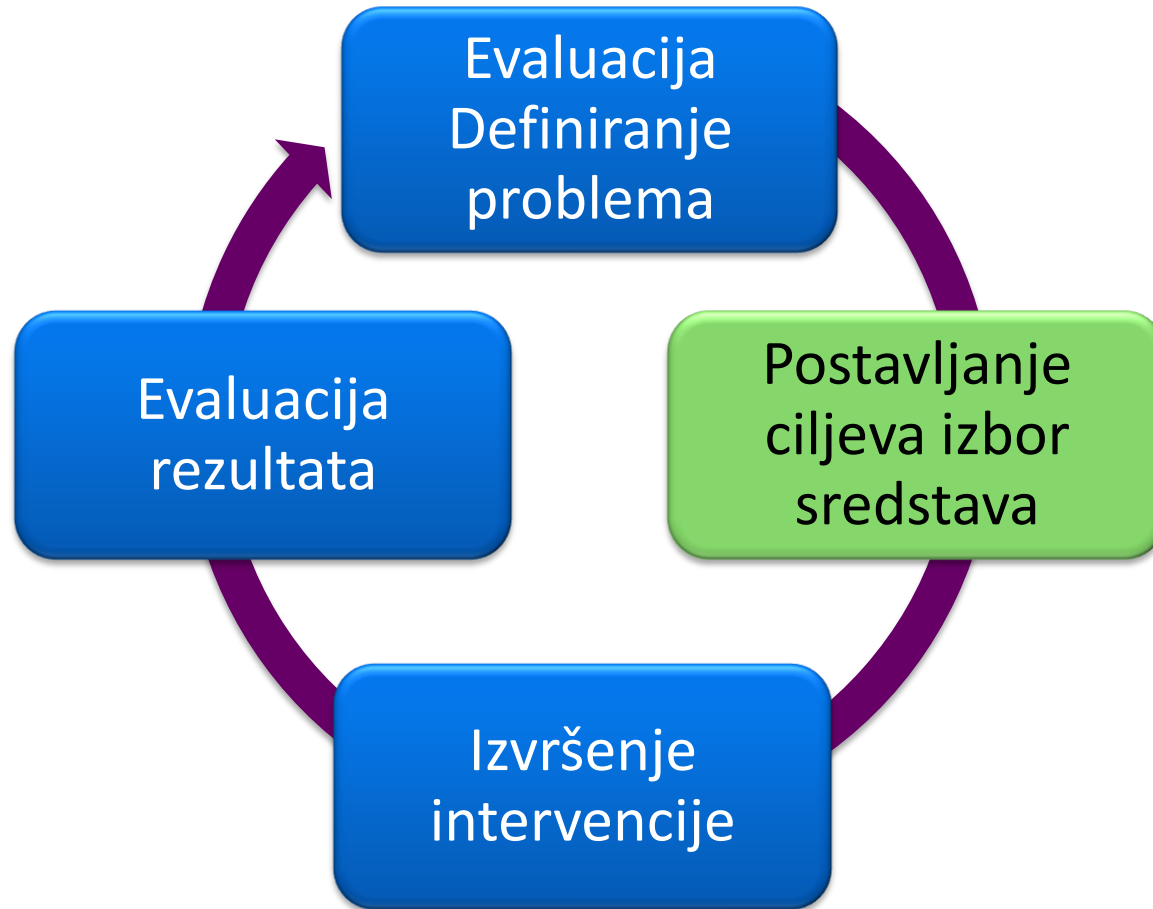 Evaluacija
Definiranje
problema
Postavljanje
ciljeva izbor
sredstava
Izvršenje
intervencije
Evaluacija
rezultata